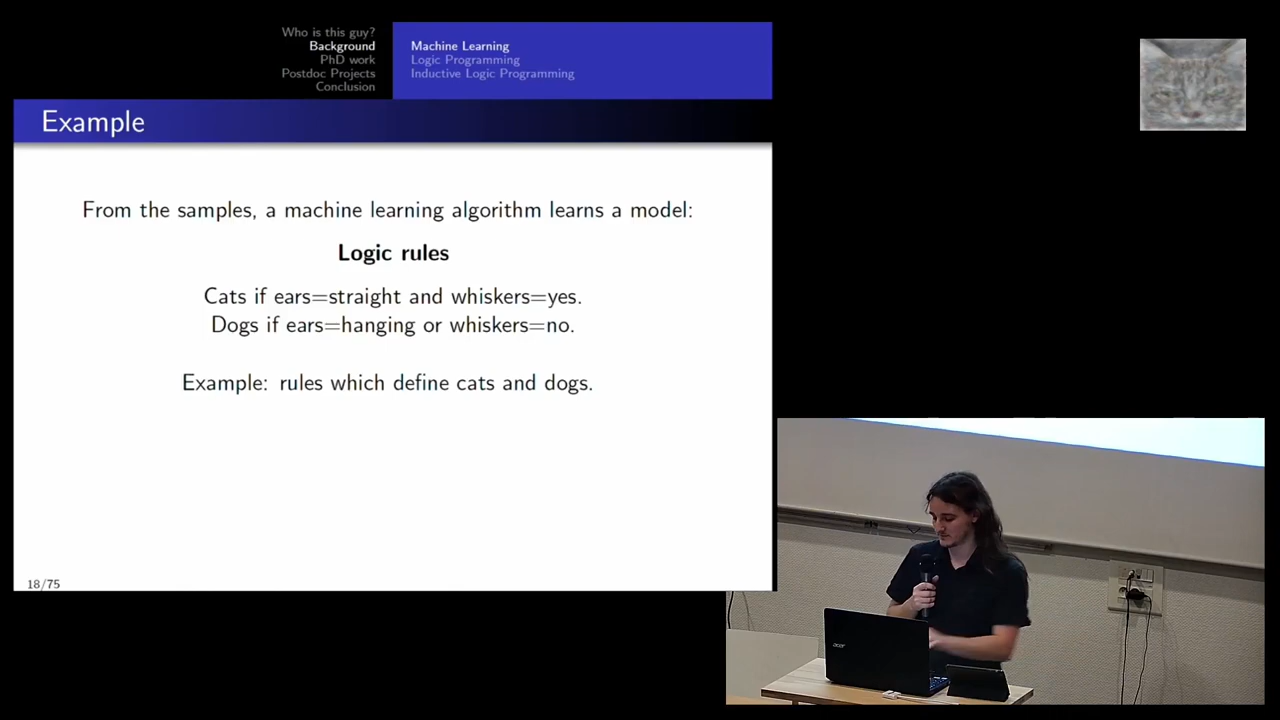 Who is this guy?
Background
PhD work
Postdoc Projects
Conclusion
Machine Learning
Logic Programming
Inductive Logic Programming
Example
From the samples, a machine learning algorithm learns a model:
Logic rules
Cats if ears=straight and whiskers=yes.
Dogs if ears=hanging or whiskers=no.
Example: rules which define cats and dogs.
18/75
acer